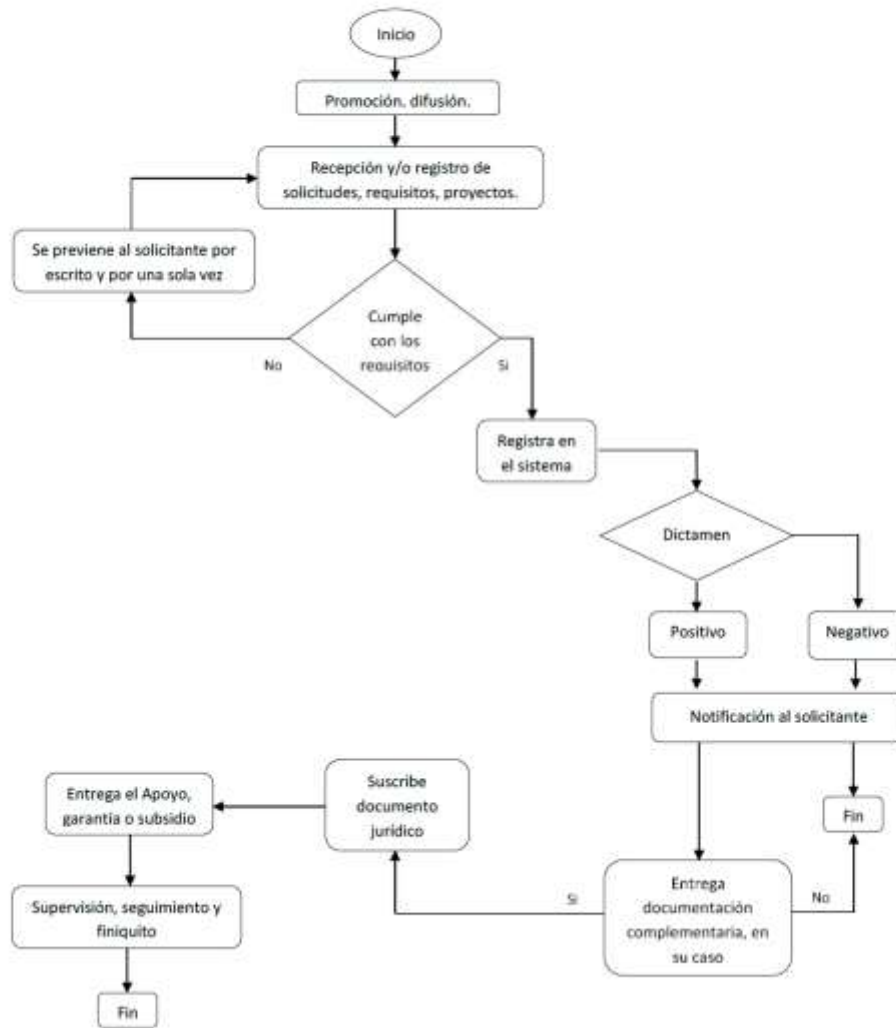 Inicio
Promoción, difusión.
Recepción y/o registro de
solicitudes, requisitos, proyectos.
Se previene al solicitante por
escrito y por una sola vez
Cumple
con los
requisitos
No
Si
Registra en
el sistema
Dictamen
Positivo
Negativo
Notificación al solicitante
Suscribe
documento
jurídico
Entrega el Apoyo,
garantía o subsidio
Fin
Entrega
documentación
complementaria, en
su caso
Si
No
Supervisión, seguimiento y
finiquito
Fin